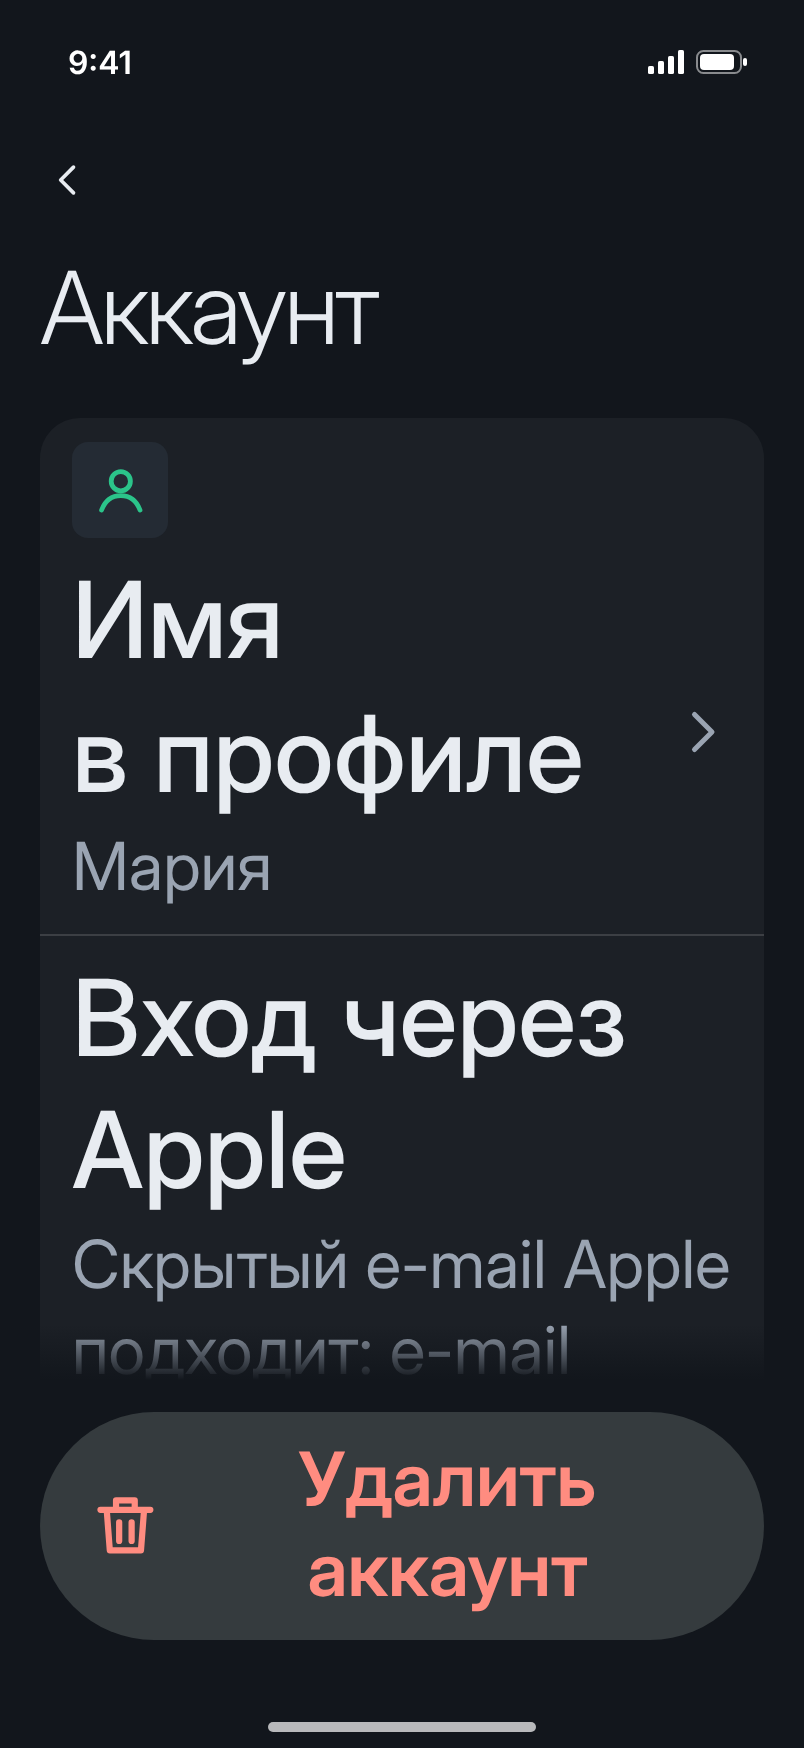 9:41
Аккаунт
Имя
в профиле
Мария
Вход через
Apple
Скрытый e-mail Apple
подходит: e-mail
Удалить
аккаунт